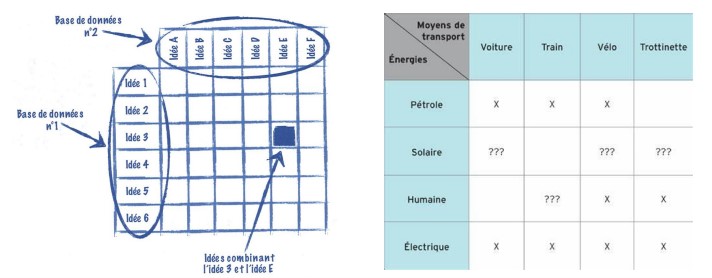 Base de données
n°2
Idée A
Idée B
Idée C
Idée D
Idée E
Idée F
Base de données
n°1
Idée 1
Idée 2
Idée 3
Idée 4
Idée 5
Idée 6
Idées combinant
l'idée 3 et l'idée E
Moyens de
transport
Énergies
Voiture
Train
Vélo
Trottinette
Pétrole
X
X
X
Solaire
???
???
???
Humaine
???
X
X
Électrique
X
X
X
X